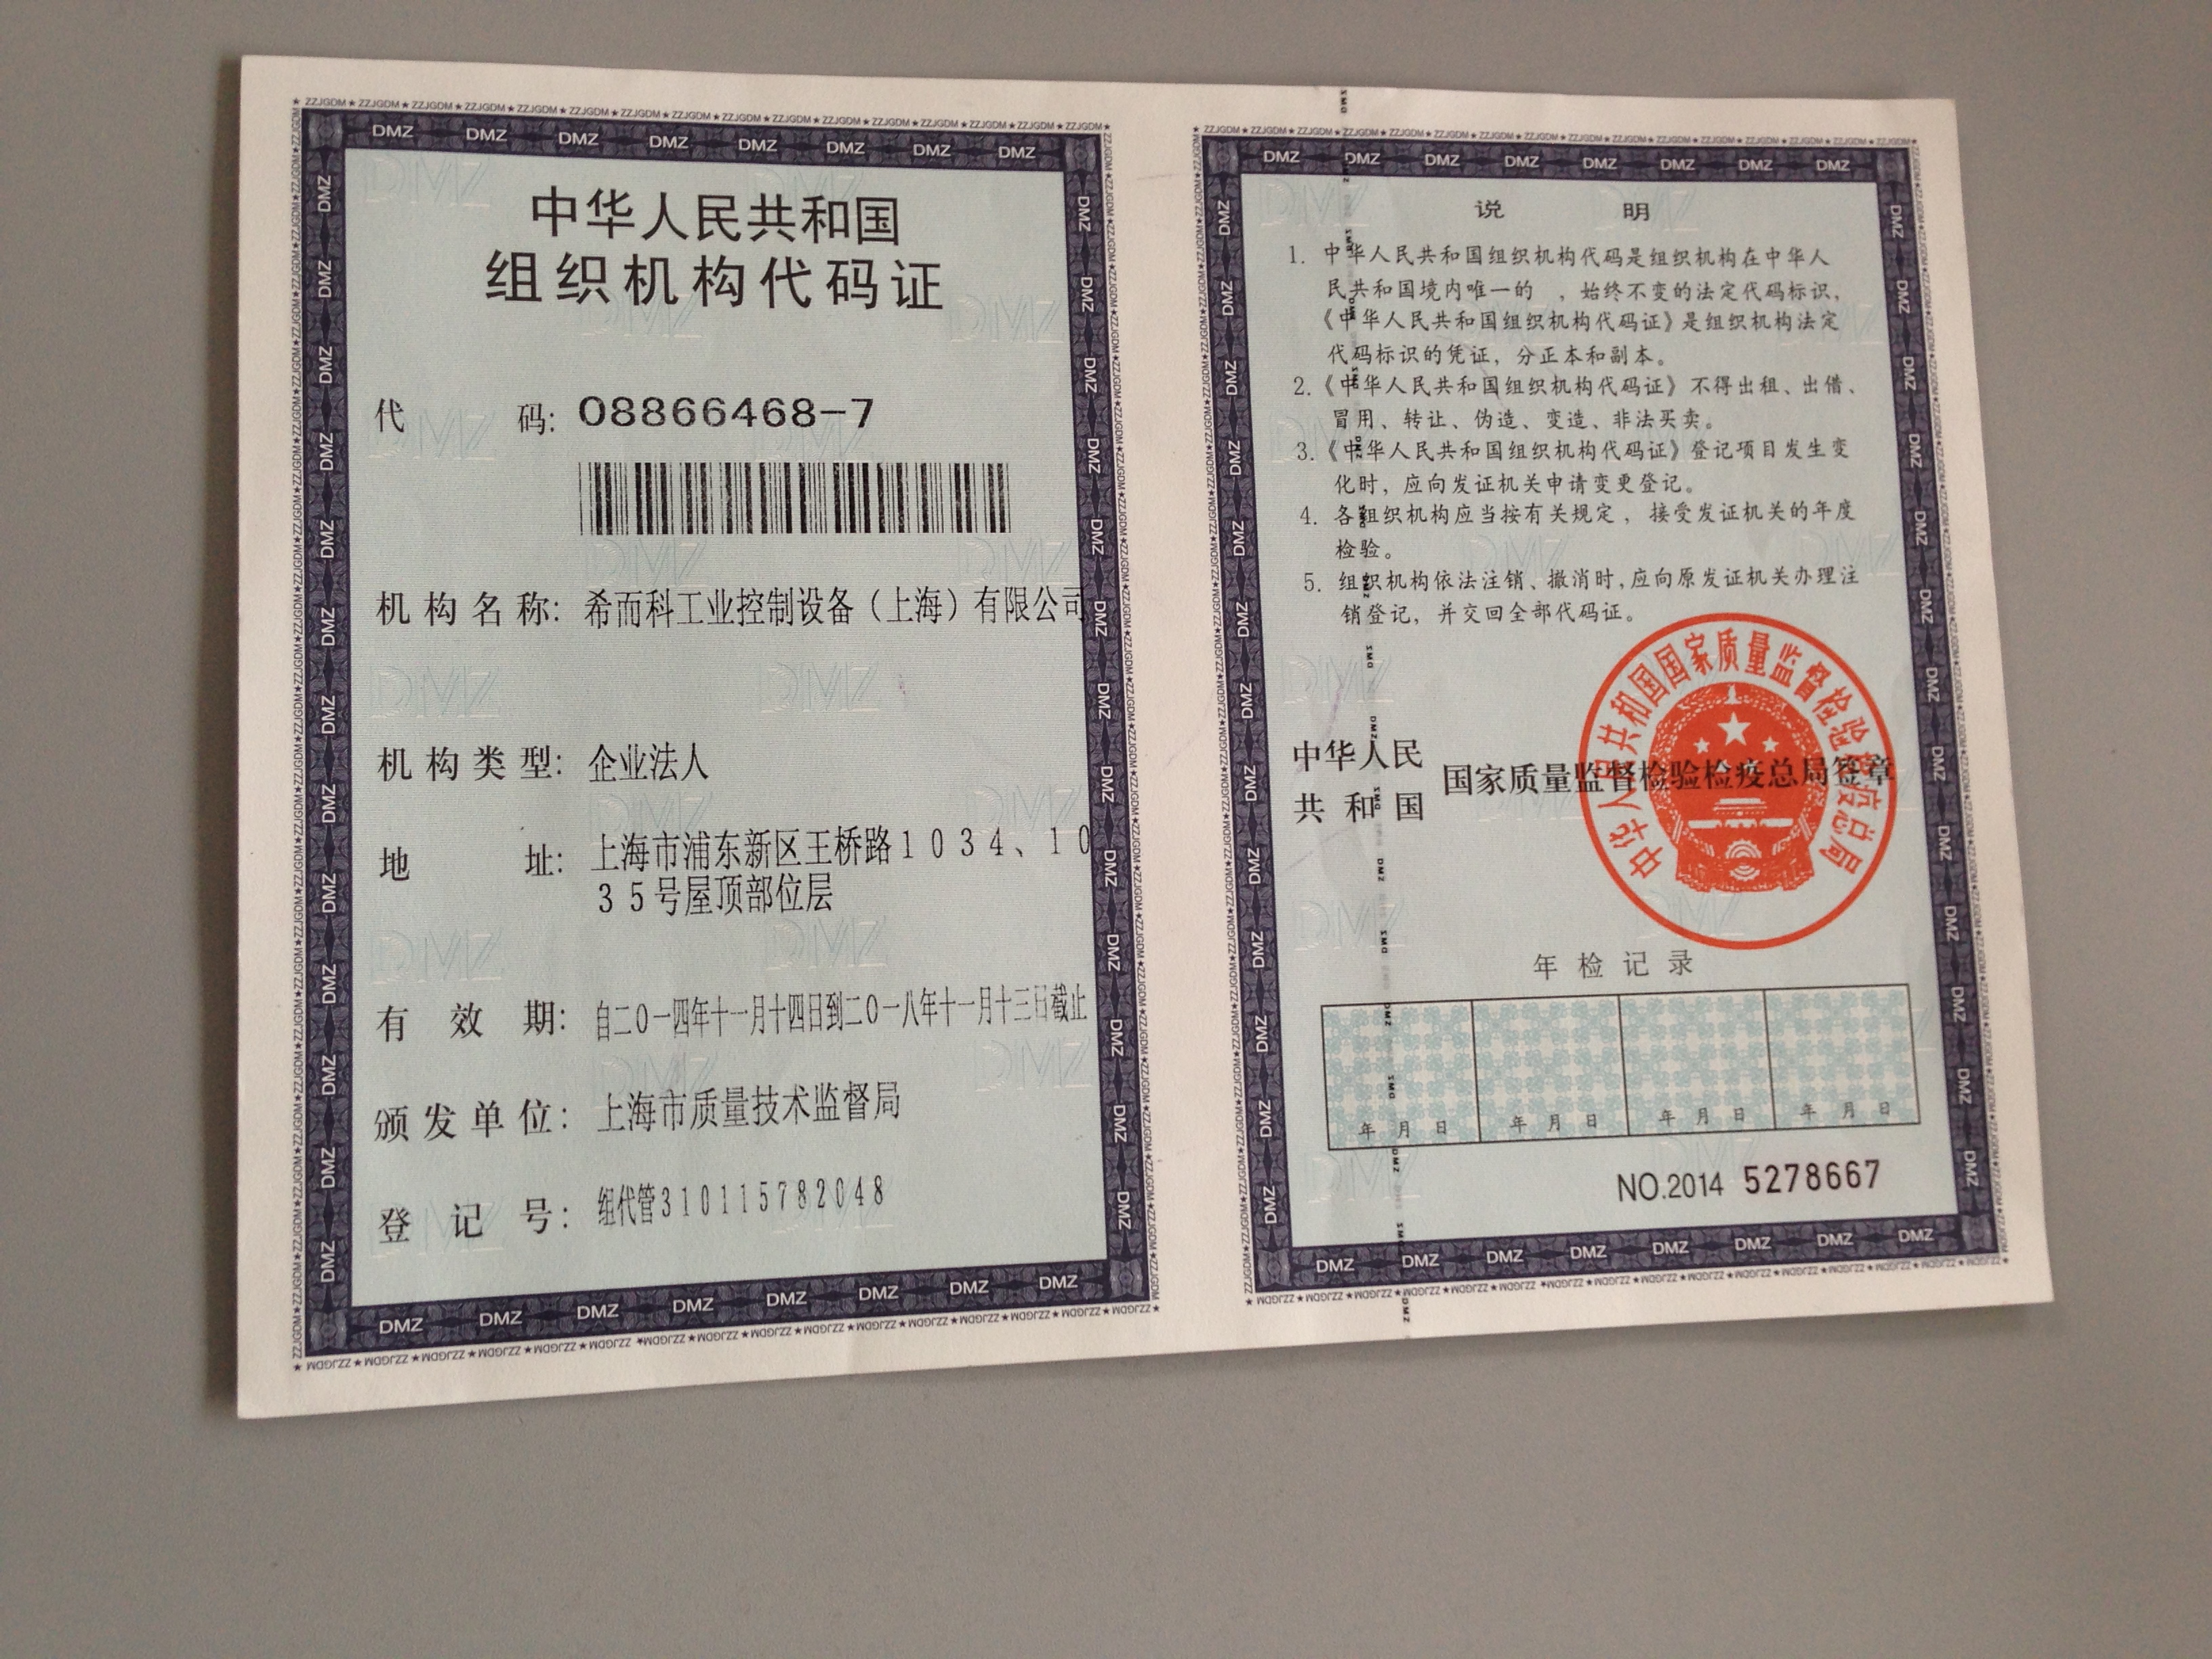 中华人民共和国
组织机构代码证
代 码: 08866468-7
机构名称: 希而科工业控制设备（上海）有限公司
机构类型: 企业法人
地 址: 上海市浦东新区王桥路1034、10
35号屋顶部位层
有 效 期: 自二0一四年十一月十四日到二0一八年十一月十三日截止
颁发单位: 上海市质量技术监督局
登 记 号: 组代管310115782048
说 明
1. 中华人民共和国组织机构代码是组织机构在中华人
民共和国境内唯一的 ，始终不变的法定代码标识，
《中华人民共和国组织机构代码证》是组织机构法定
代码标识的凭证，分正本和副本。
2.《中华人民共和国组织机构代码证》不得出租、出借、
冒用、转让、伪造、变造、非法买卖。
3.《中华人民共和国组织机构代码证》登记项目发生变
化时，应向发证机关申请变更登记。
4. 各组织机构应当按有关规定，接受发证机关的年度
检验。
5. 组织机构依法注销、撤消时,应向原发证机关办理注
销登记，并交回全部代码证。
中华人民
共和国
国家质量监督检验检疫总局签章
中华人民共和国国家质量监督检验检疫总局
年检记录
年 月 日 年 月 日 年 月 日 年 月 日
NO.2014 5278667